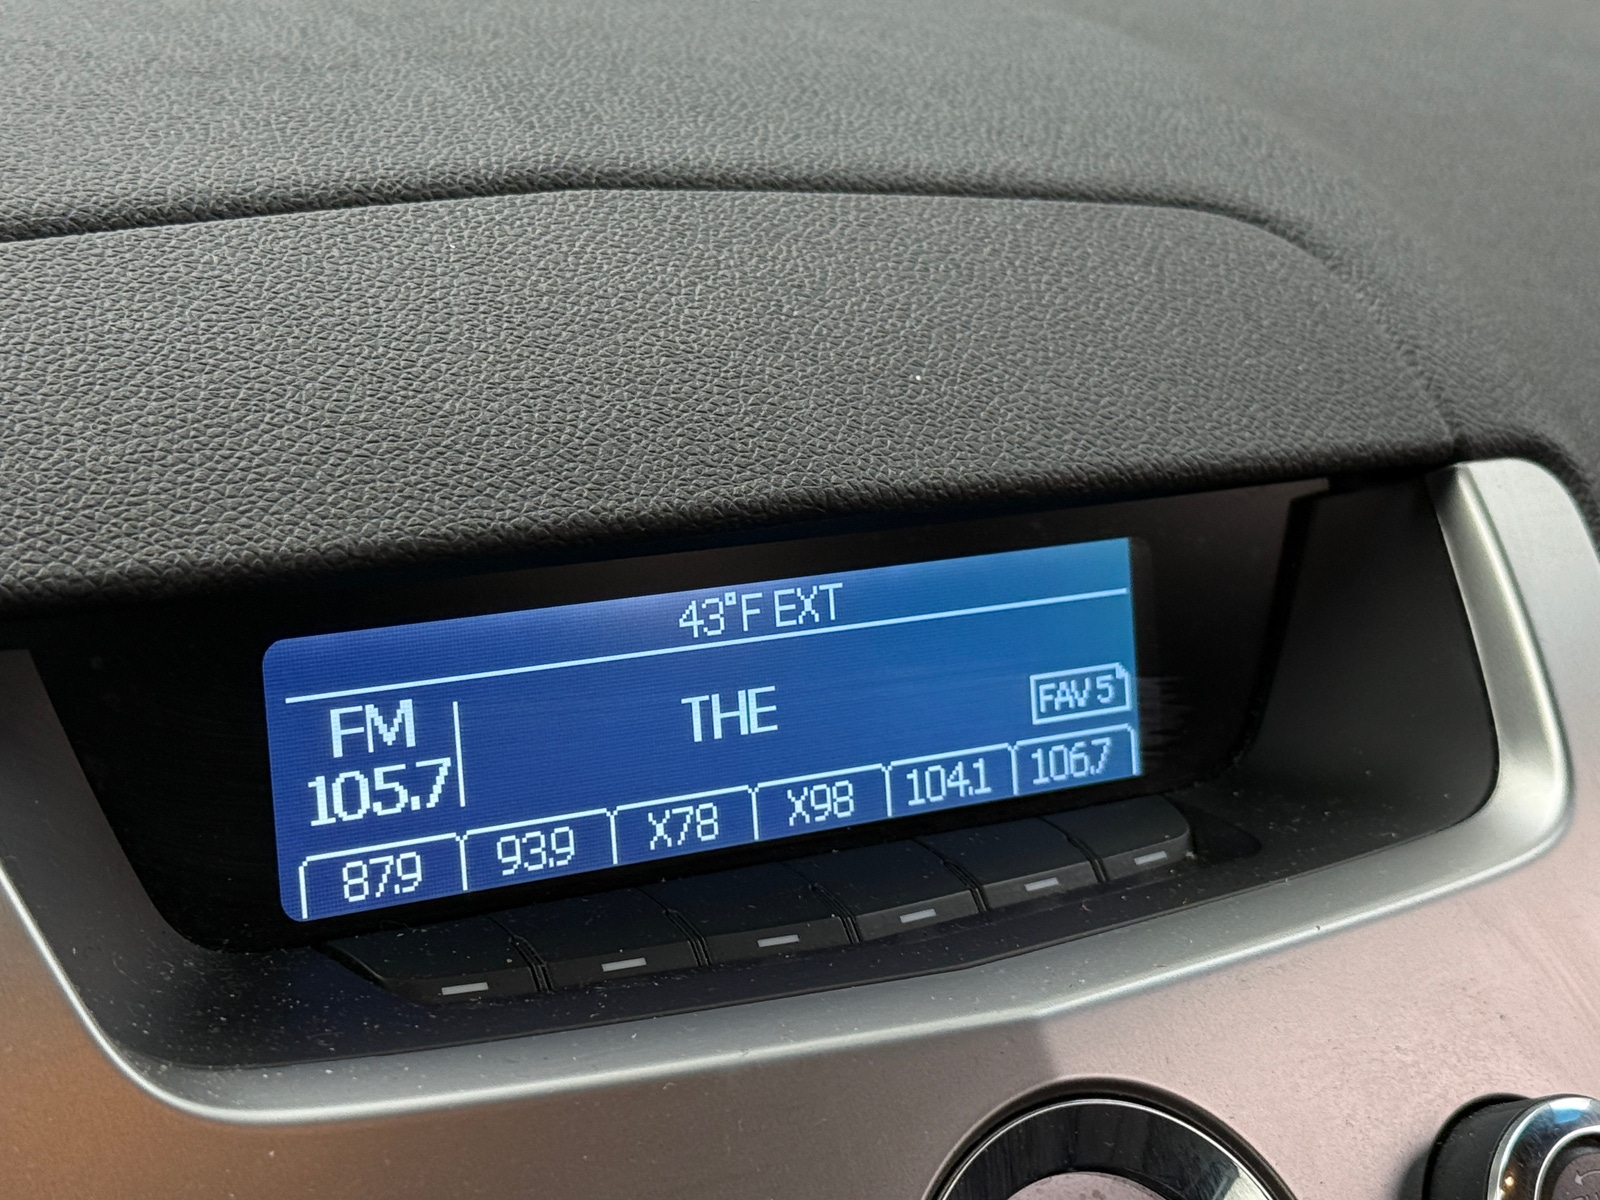 43°F EXT
FM
THE
FAV 5
105.7
87.9
93.9
X78
X98
104.1
106.7